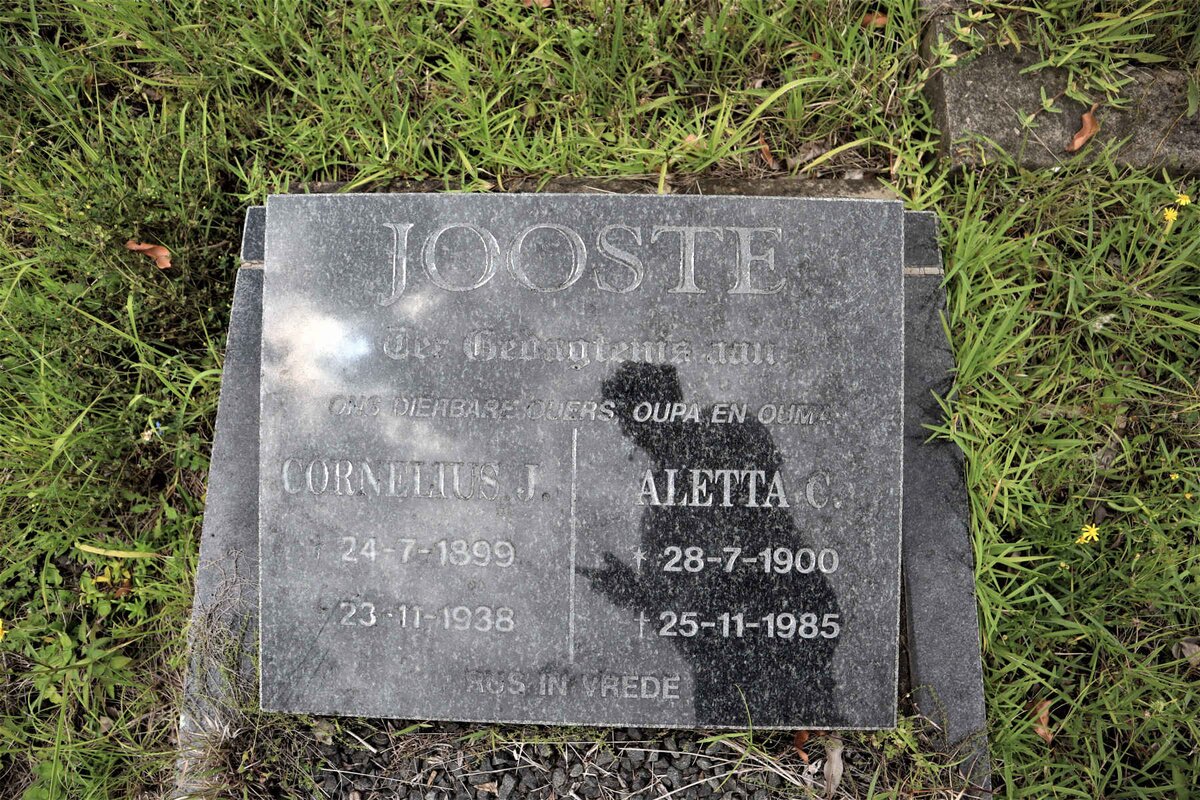 JOOSTE
Ter Gedagtenis aan
ONS DIERBARE OUERS, OUPA EN OUMA
CORNELIUS J. ALETTA C.
24-7-1899 * 28-7-1900
23-11-1938 † 25-11-1985
RUS IN VREDE